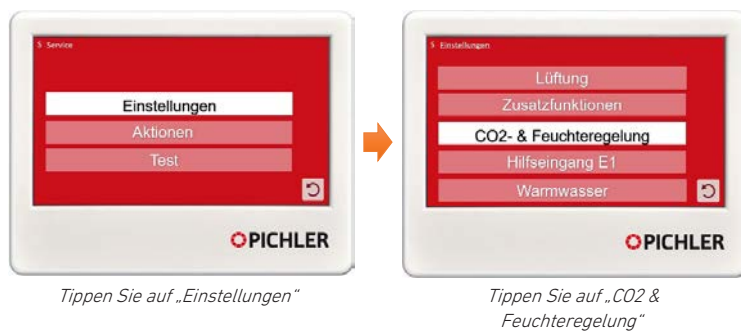 5 Service
Einstellungen
Aktionen
Test
PICHLER
Tippen Sie auf „Einstellungen“
5 Einstellungen
Lüftung
Zusatzfunktionen
CO2- & Feuchteregelung
Hilfseingang E1
Warmwasser
PICHLER
Tippen Sie auf „CO2 &
Feuchteregelung“